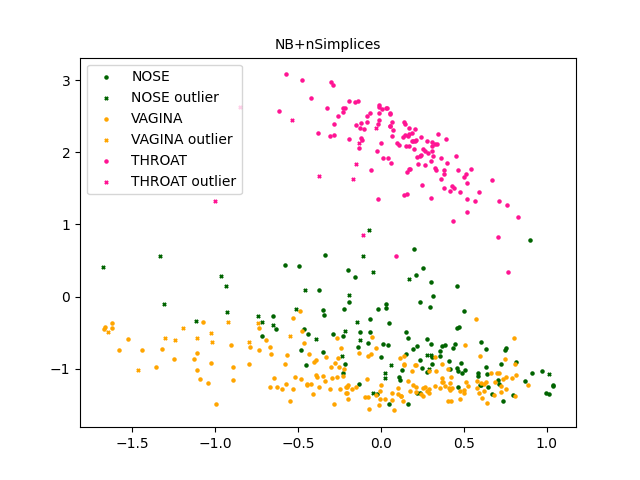 NB+nSimplices
NOSE
NOSE outlier
VAGINA
VAGINA outlier
THROAT
THROAT outlier
3
2
1
0
−1
−1.5
−1.0
−0.5
0.0
0.5
1.0